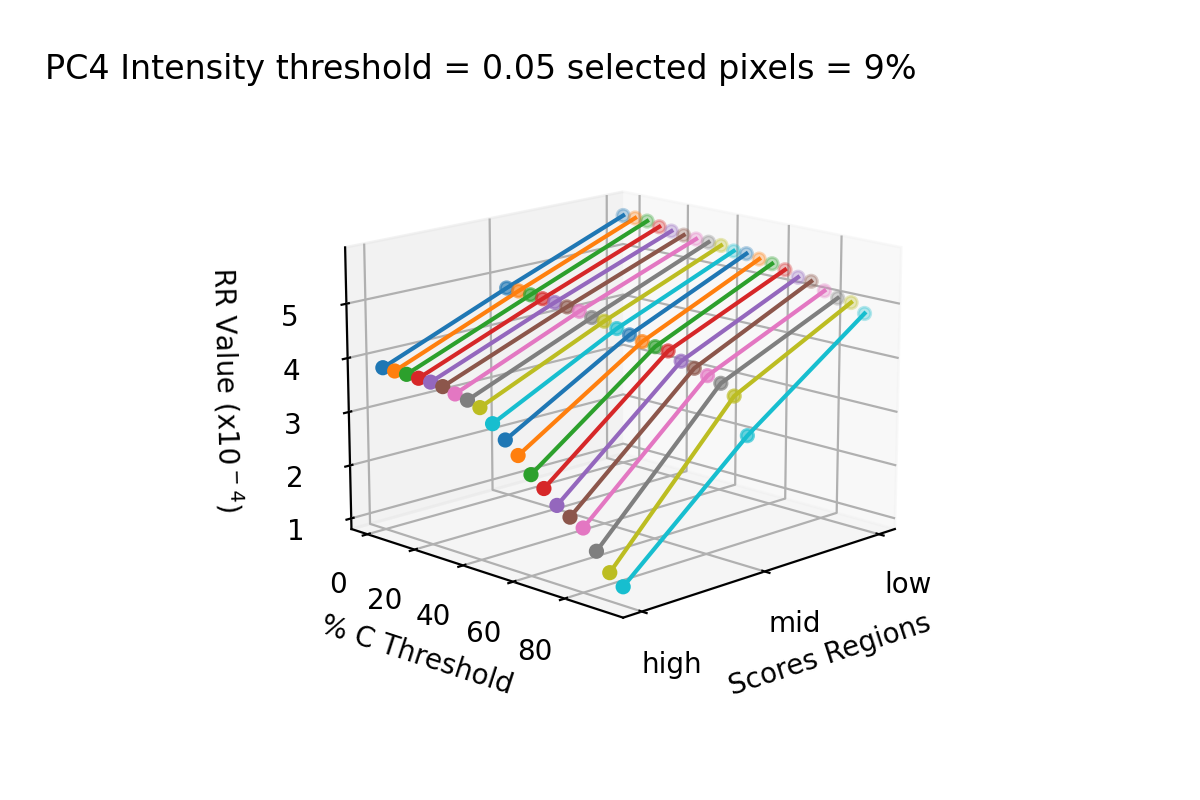 PC4 Intensity threshold = 0.05 selected pixels = 9%
RR Value (x10⁻⁴)
5
4
3
2
1
0
20
40
60
80
% C Threshold
low
mid
high
Scores Regions